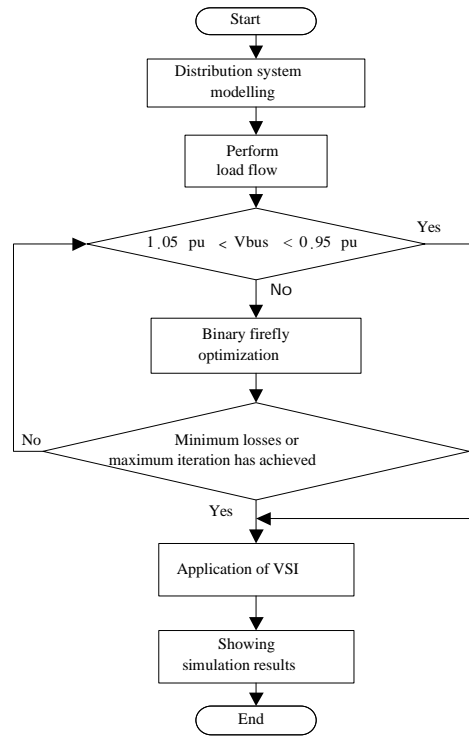 Start
Distribution system
modelling
Perform
load flow
1.05 pu < Vbus < 0.95 pu
Yes
No
Binary firefly
optimization
No
Minimum losses or
maximum iteration has achieved
Yes
Application of VSI
Showing
simulation results
End